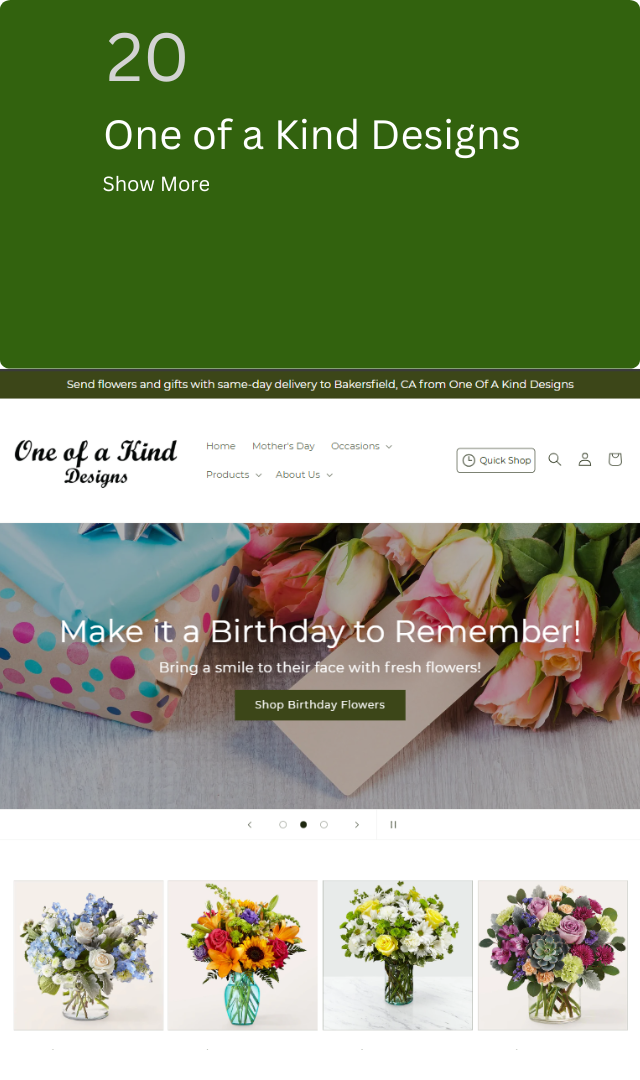 20
One of a Kind Designs
Show More
Send flowers and gifts with same-day delivery to Bakersfield, CA from One Of A Kind Designs
One of a Kind
Designs
Home Mother's Day Occasions
Products About Us
Quick Shop
Make it a Birthday to Remember!
Bring a smile to their face with fresh flowers!
Shop Birthday Flowers